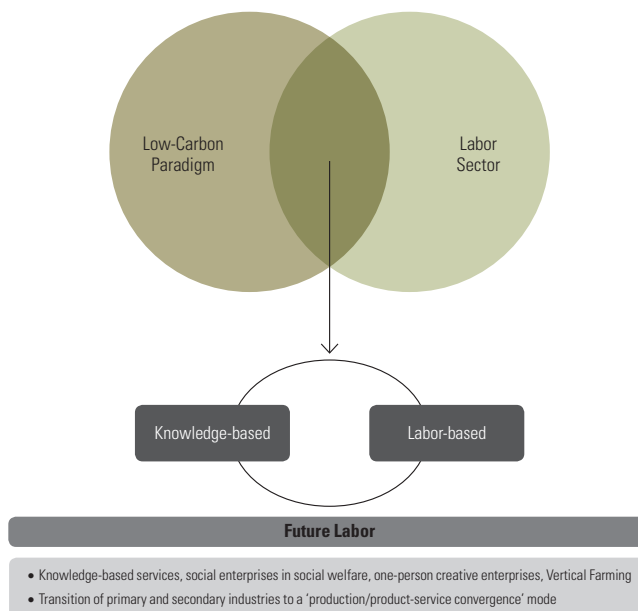 Low-Carbon
Paradigm
Labor
Sector
Knowledge-based
Labor-based
Future Labor
• Knowledge-based services, social enterprises in social welfare, one-person creative enterprises, Vertical Farming
• Transition of primary and secondary industries to a ‘production/product-service convergence’ mode